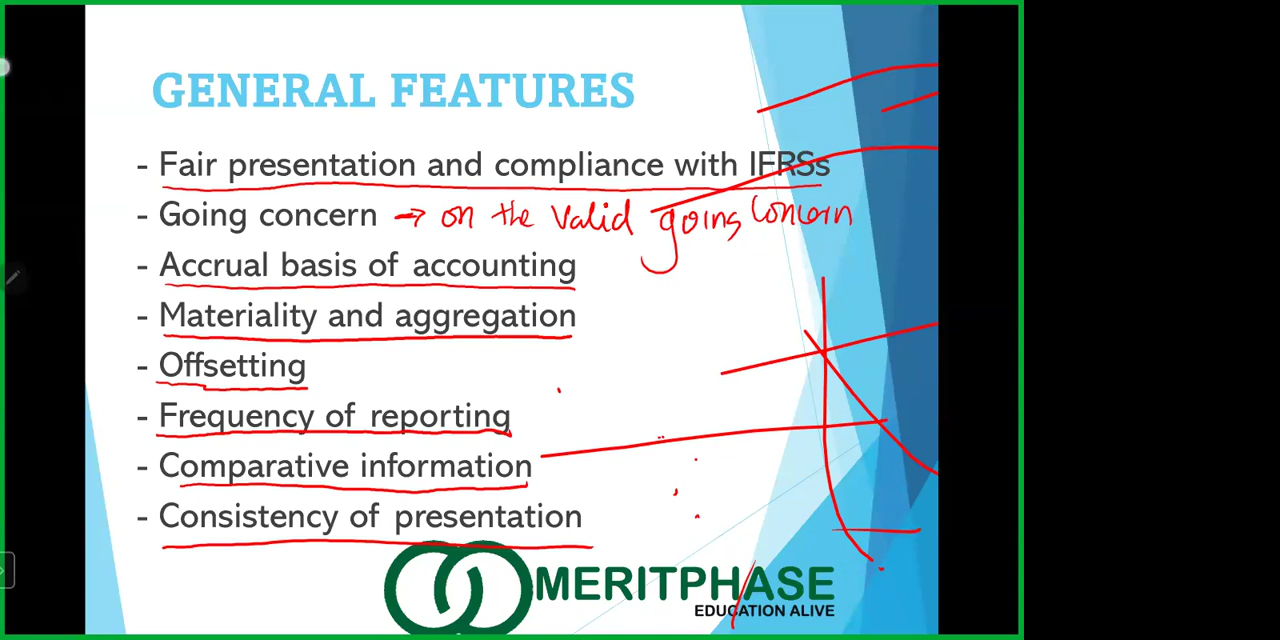 GENERAL FEATURES
- Fair presentation and compliance with IFRSs
- Going concern → on the valid going concern
- Accrual basis of accounting
- Materiality and aggregation
- Offsetting
- Frequency of reporting
- Comparative information
- Consistency of presentation
MERITPHASE
EDUCATION ALIVE